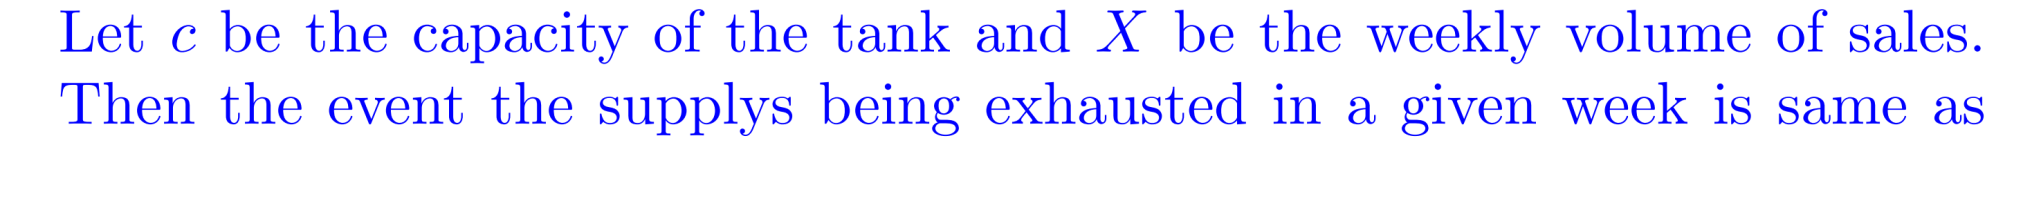 Let c be the capacity of the tank and X be the weekly volume of sales.
Then the event the supplys being exhausted in a given week is same as